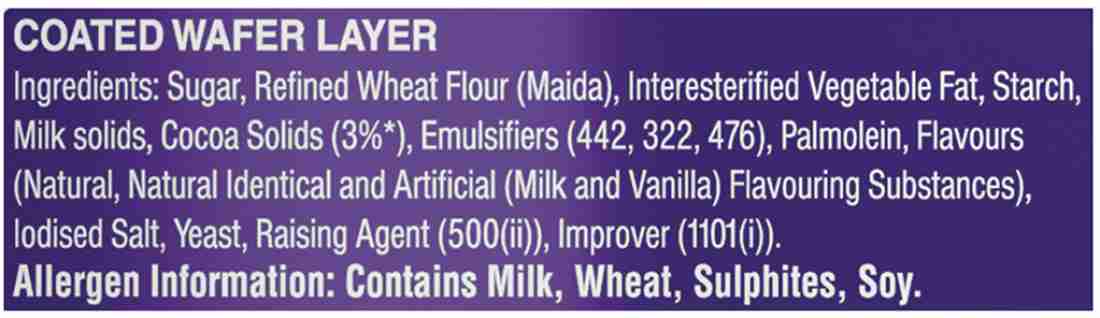 COATED WAFER LAYER
Ingredients: Sugar, Refined Wheat Flour (Maida), Interesterified Vegetable Fat, Starch,
Milk solids, Cocoa Solids (3%*), Emulsifiers (442, 322, 476), Palmolein, Flavours
(Natural, Natural Identical and Artificial (Milk and Vanilla) Flavouring Substances),
Iodised Salt, Yeast, Raising Agent (500(ii)), Improver (1101(i)).
Allergen Information: Contains Milk, Wheat, Sulphites, Soy.